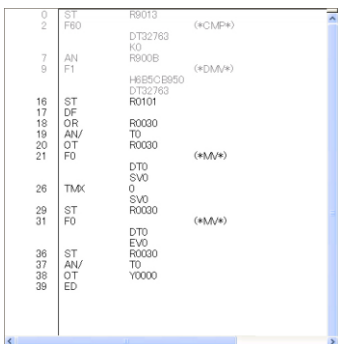 0 ST R9013
2 F60 (*CMP*)
DT32763
K0
7 AN R900B
9 F1 (*DMV*)
H6B5CB950
DT32763
16 ST R0101
17 DF
18 OR R0030
19 AN/ T0
20 OT R0030
21 F0 (*MV*)
DT0
SV0
26 TMX 0
SV0
29 ST R0030
31 F0 (*MV*)
DT0
EV0
36 ST R0030
37 AN/ T0
38 OT Y0000
39 ED